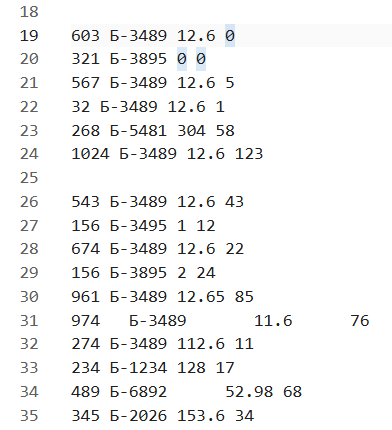 18
19 603 Б-3489 12.6 0
20 321 Б-3895 0 0
21 567 Б-3489 12.6 5
22 32 Б-3489 12.6 1
23 268 Б-5481 304 58
24 1024 Б-3489 12.6 123
25
26 543 Б-3489 12.6 43
27 156 Б-3495 1 12
28 674 Б-3489 12.6 22
29 156 Б-3895 2 24
30 961 Б-3489 12.65 85
31 974   Б-3489       11.6      76
32 274 Б-3489 112.6 11
33 234 Б-1234 128 17
34 489 Б-6892      52.98 68
35 345 Б-2026 153.6 34